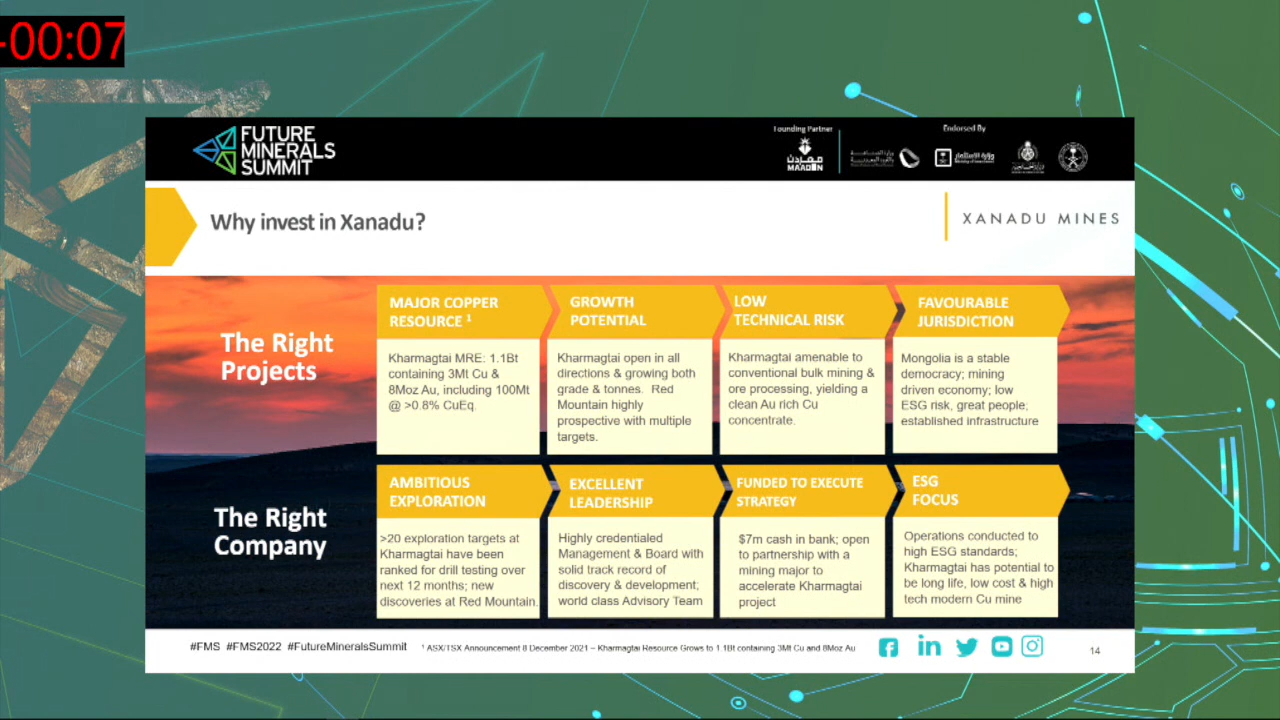 -00:07
FUTURE
MINERALS
SUMMIT
Founding Partner
Endorsed By
MAADEN
Why invest in Xanadu?
XANADU MINES
The Right
Projects
MAJOR COPPER
RESOURCE ¹
Kharmagtai MRE: 1.1Bt
containing 3Mt Cu &
8Moz Au, including 100Mt
@ >0.8% CuEq.
GROWTH
POTENTIAL
Kharmagtai open in all
directions & growing both
grade & tonnes. Red
Mountain highly
prospective with multiple
targets.
LOW
TECHNICAL RISK
Kharmagtai amenable to
conventional bulk mining &
ore processing, yielding a
clean Au rich Cu
concentrate.
FAVOURABLE
JURISDICTION
Mongolia is a stable
democracy; mining
driven economy; low
ESG risk, great people;
established infrastructure
The Right
Company
AMBITIOUS
EXPLORATION
>20 exploration targets at
Kharmagtai have been
ranked for drill testing over
next 12 months; new
discoveries at Red Mountain.
EXCELLENT
LEADERSHIP
Highly credentialed
Management & Board with
solid track record of
discovery & development;
world class Advisory Team
FUNDED TO EXECUTE
STRATEGY
$7m cash in bank; open
to partnership with a
mining major to
accelerate Kharmagtai
project
ESG
FOCUS
Operations conducted to
high ESG standards;
Kharmagtai has potential to
be long life, low cost & high
tech modern Cu mine
#FMS #FMS2022 #FutureMineralsSummit
¹ ASX/TSX Announcement 8 December 2021 – Kharmagtai Resource Grows to 1.1Bt containing 3Mt Cu and 8Moz Au
14